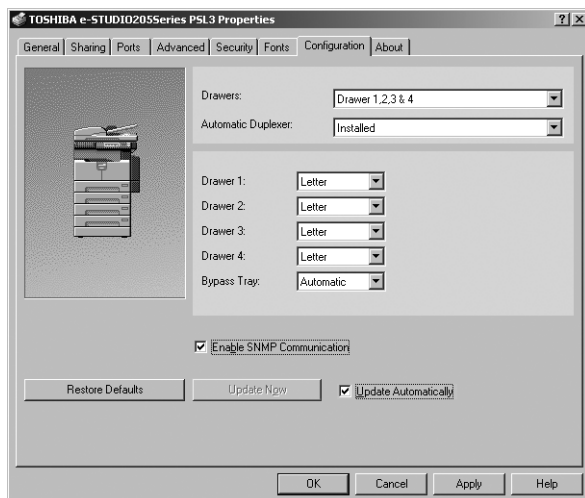 TOSHIBA e-STUDIO205Series PSL3 Properties
General Sharing Ports Advanced Security Fonts Configuration About
Drawers: Drawer 1,2,3 & 4
Automatic Duplexer: Installed
Drawer 1: Letter
Drawer 2: Letter
Drawer 3: Letter
Drawer 4: Letter
Bypass Tray: Automatic
Enable SNMP Communication
Restore Defaults Update Now Update Automatically
OK Cancel Apply Help